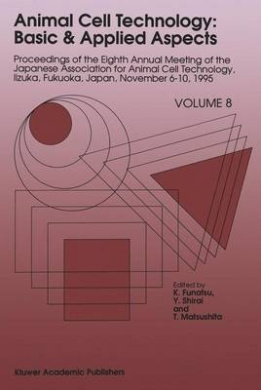 Animal Cell Technology:
Basic & Applied Aspects
Proceedings of the Eighth Annual Meeting of the
Japanese Association for Animal Cell Technology,
Iizuka, Fukuoka, Japan, November 6-10, 1995
VOLUME 8
Edited by
K. Funatsu,
Y. Shirai
and
T. Matsushita
Kluwer Academic Publishers